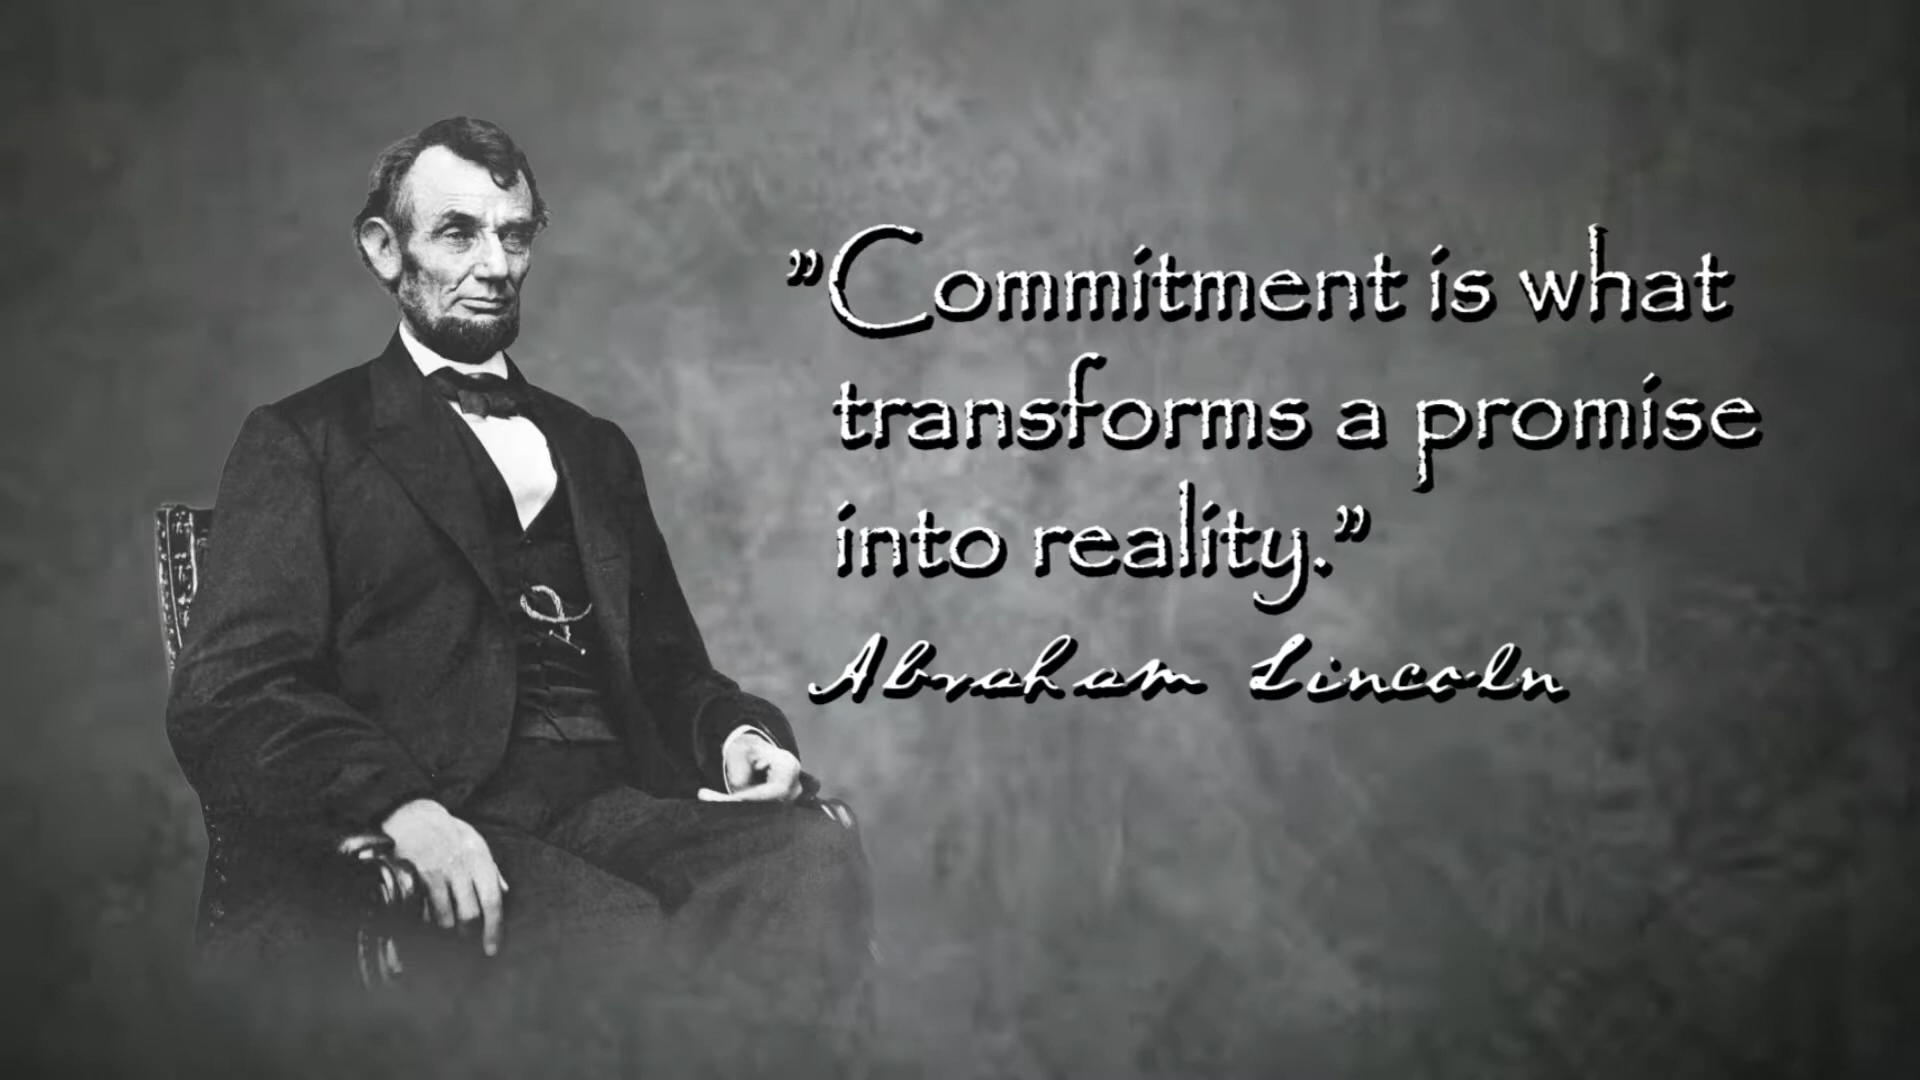 ”Commitment is what
transforms a promise
into reality.”
Abraham Lincoln